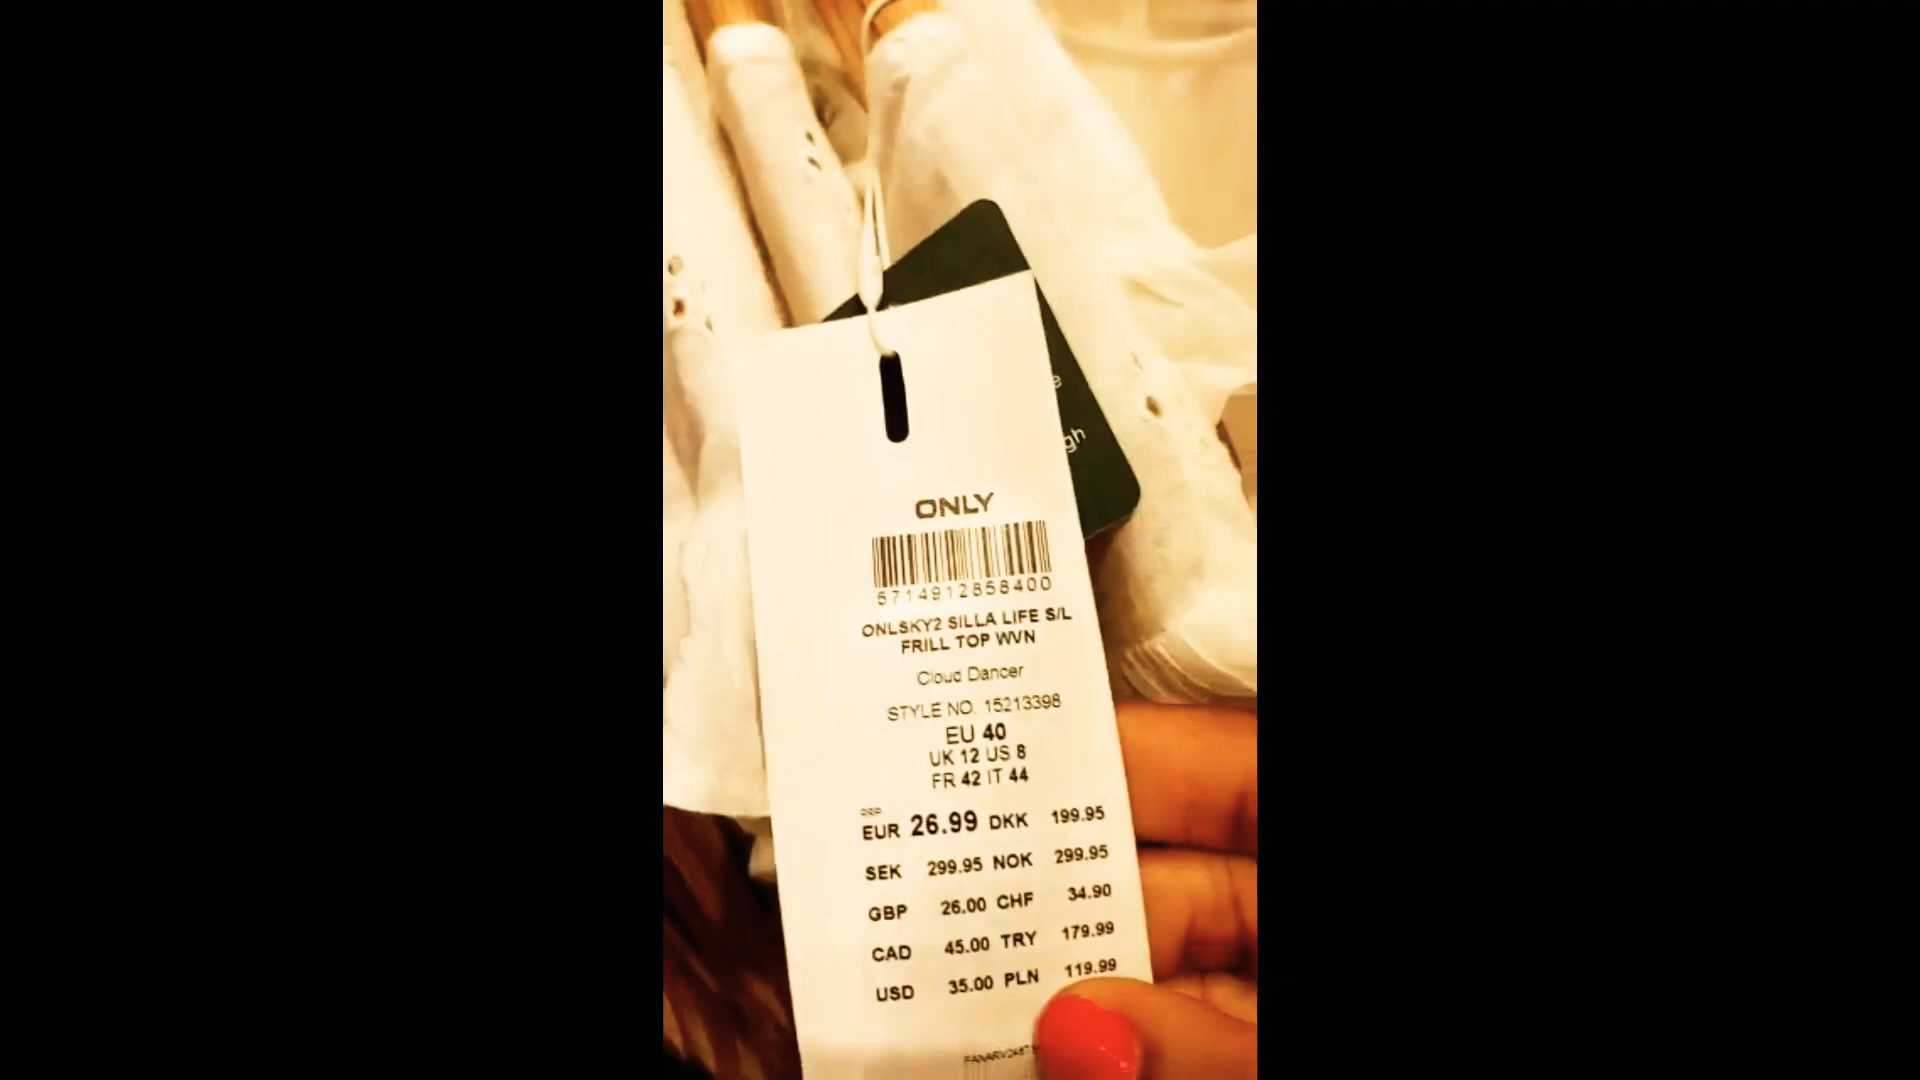 e
gh
ONLY
5714912858400
ONLSKY2 SILLA LIFE S/L
FRILL TOP WVN
Cloud Dancer
STYLE NO. 15213398
EU 40
UK 12 US 8
FR 42 IT 44
RRP
EUR 26.99 DKK 199.95
SEK 299.95 NOK 299.95
GBP 26.00 CHF 34.90
CAD 45.00 TRY 179.99
USD 35.00 PLN 119.99